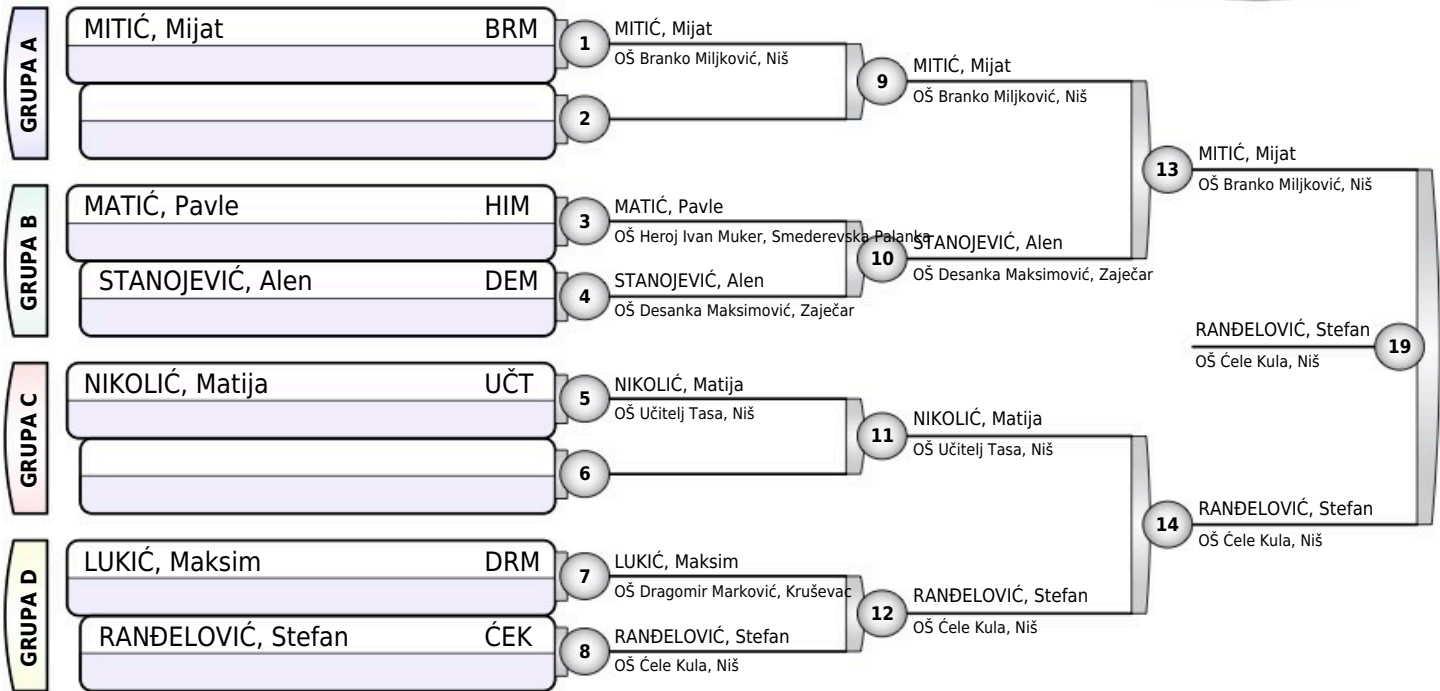 GRUPA A
MITIĆ, Mijat BRM
1
MITIĆ, Mijat
OŠ Branko Miljković, Niš
2
9
MITIĆ, Mijat
OŠ Branko Miljković, Niš
GRUPA B
MATIĆ, Pavle HIM
3
MATIĆ, Pavle
OŠ Heroj Ivan Muker, Smederevska Palanka
STANOJEVIĆ, Alen DEM
4
STANOJEVIĆ, Alen
OŠ Desanka Maksimović, Zaječar
10
STANOJEVIĆ, Alen
OŠ Desanka Maksimović, Zaječar
13
MITIĆ, Mijat
OŠ Branko Miljković, Niš
GRUPA C
NIKOLIĆ, Matija UČT
5
NIKOLIĆ, Matija
OŠ Učitelj Tasa, Niš
6
11
NIKOLIĆ, Matija
OŠ Učitelj Tasa, Niš
GRUPA D
LUKIĆ, Maksim DRM
7
LUKIĆ, Maksim
OŠ Dragomir Marković, Kruševac
RANĐELOVIĆ, Stefan ĆEK
8
RANĐELOVIĆ, Stefan
OŠ Ćele Kula, Niš
12
RANĐELOVIĆ, Stefan
OŠ Ćele Kula, Niš
14
RANĐELOVIĆ, Stefan
OŠ Ćele Kula, Niš
RANĐELOVIĆ, Stefan
OŠ Ćele Kula, Niš
19